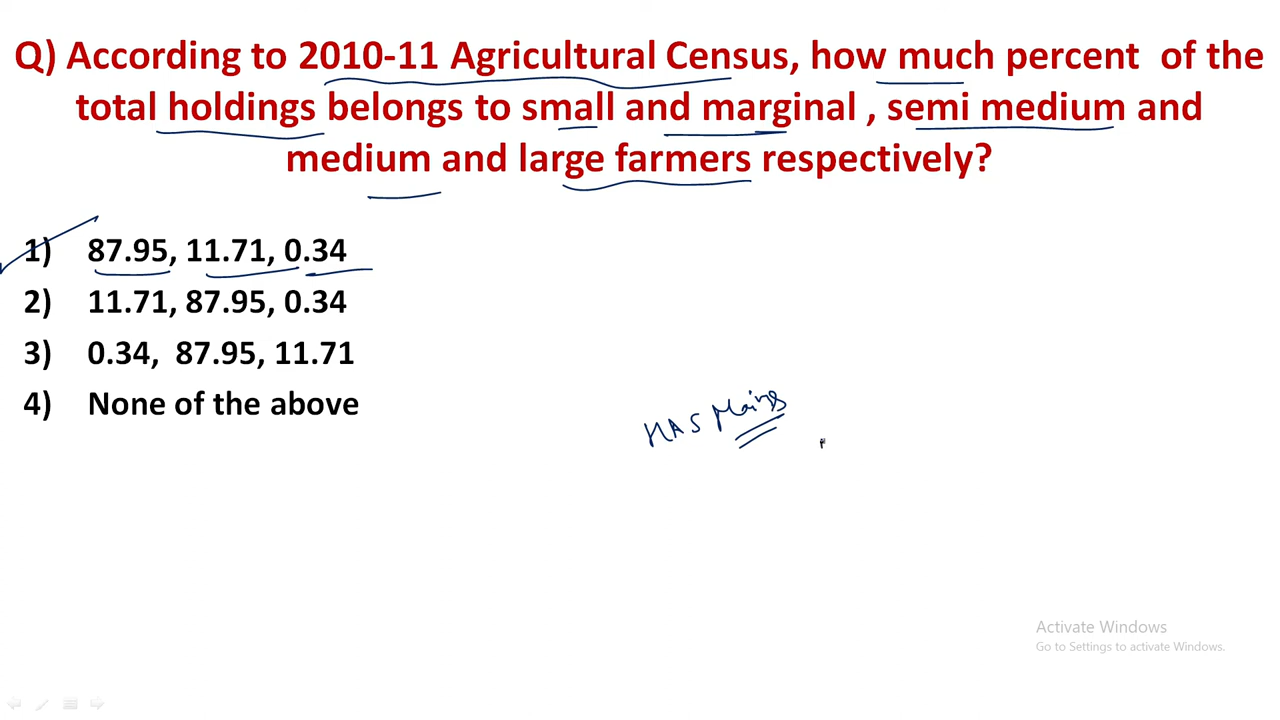 Q) According to 2010-11 Agricultural Census, how much percent of the
total holdings belongs to small and marginal , semi medium and
medium and large farmers respectively?
1) 87.95, 11.71, 0.34
2) 11.71, 87.95, 0.34
3) 0.34, 87.95, 11.71
4) None of the above
HAS Mains
Activate Windows
Go to Settings to activate Windows.